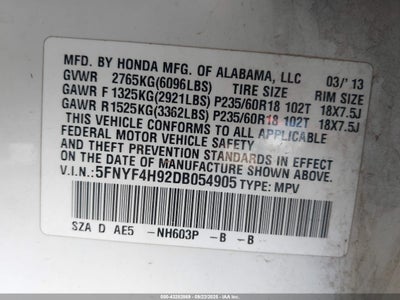 MFD. BY HONDA MFG. OF ALABAMA, LLC 03/'13
GVWR 2765KG(6096LBS) TIRE SIZE RIM SIZE
GAWR F 1325KG(2921LBS) P235/60R18 102T 18X7.5J
GAWR R1525KG(3362LBS) P235/60R18 102T 18X7.5J
THIS VEHICLE CONFORMS TO ALL APPLICABLE
FEDERAL MOTOR VEHICLE SAFETY, BUMPER,
AND THEFT PREVENTION STANDARDS IN EFFECT
ON THE DATE OF MANUFACTURE SHOWN ABOVE.
V.I.N.:5FNYF4H92DB054905 TYPE: MPV
SZA D AE5 -NH603P -B -B